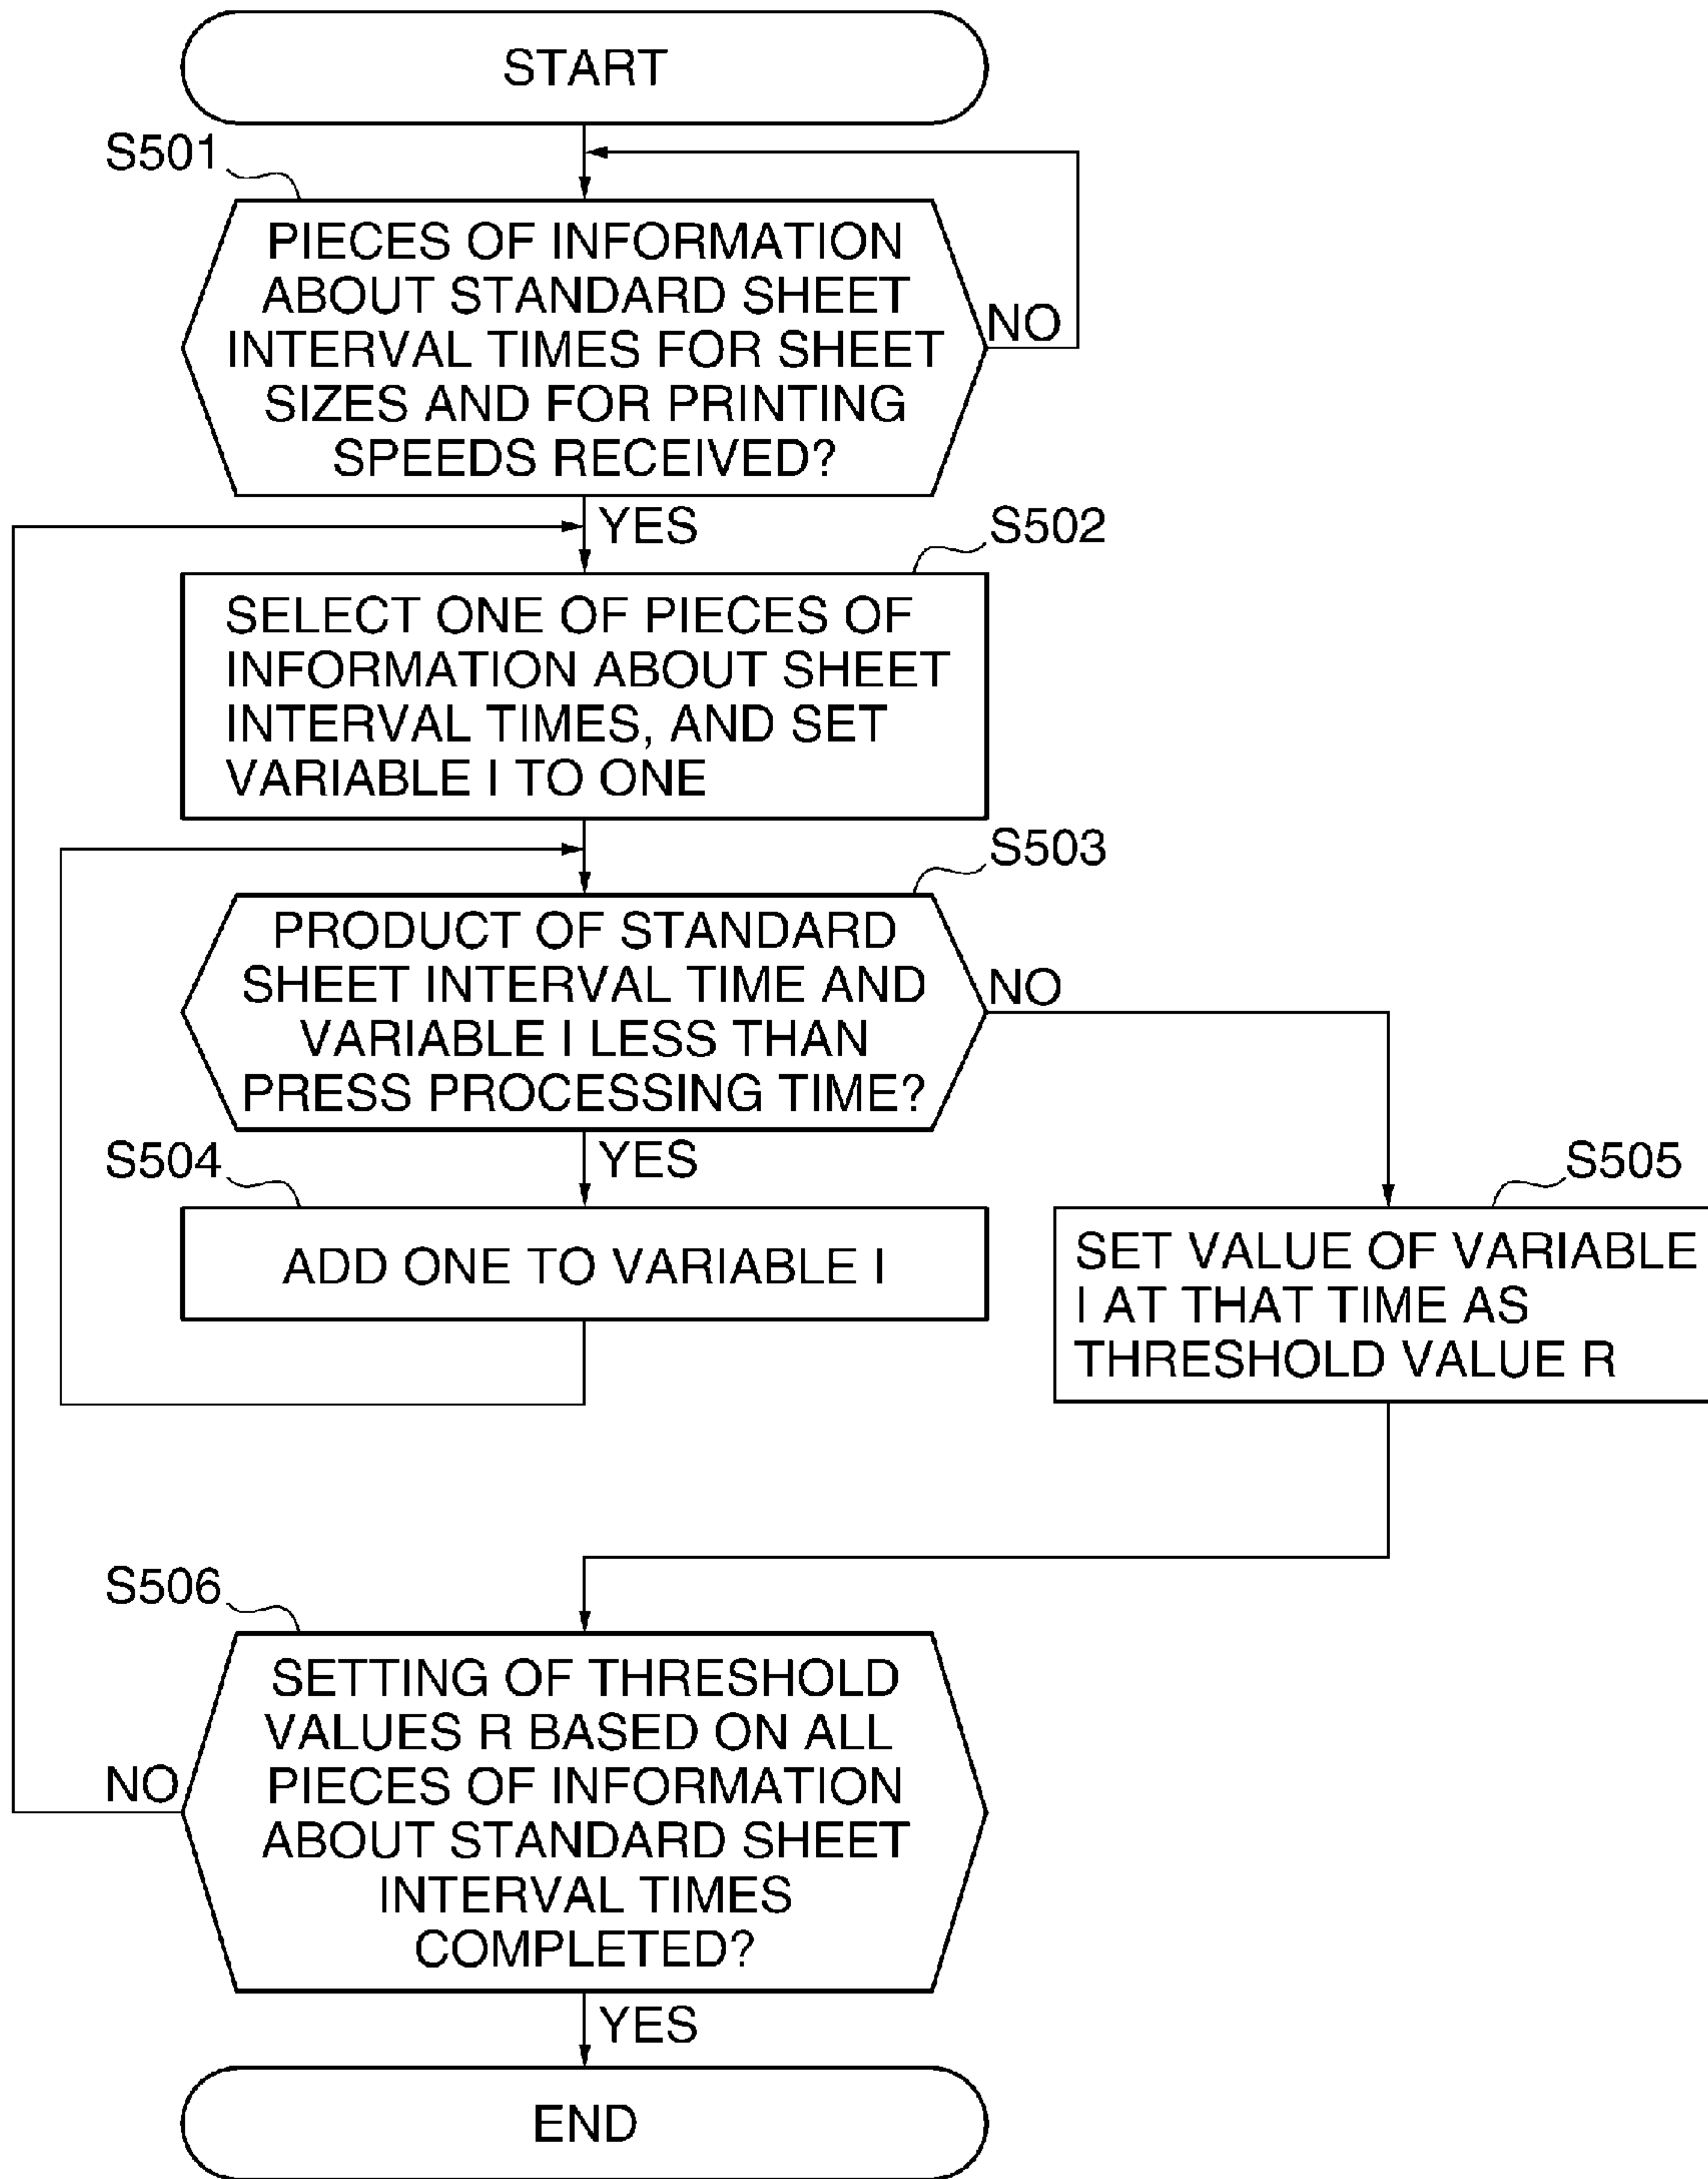 START
S501
PIECES OF INFORMATION
ABOUT STANDARD SHEET
INTERVAL TIMES FOR SHEET
SIZES AND FOR PRINTING
SPEEDS RECEIVED?
NO
YES
S502
SELECT ONE OF PIECES OF
INFORMATION ABOUT SHEET
INTERVAL TIMES, AND SET
VARIABLE I TO ONE
S503
PRODUCT OF STANDARD
SHEET INTERVAL TIME AND
VARIABLE I LESS THAN
PRESS PROCESSING TIME?
NO
YES
S504
ADD ONE TO VARIABLE I
S505
SET VALUE OF VARIABLE
I AT THAT TIME AS
THRESHOLD VALUE R
S506
SETTING OF THRESHOLD
VALUES R BASED ON ALL
PIECES OF INFORMATION
ABOUT STANDARD SHEET
INTERVAL TIMES
COMPLETED?
NO
YES
END